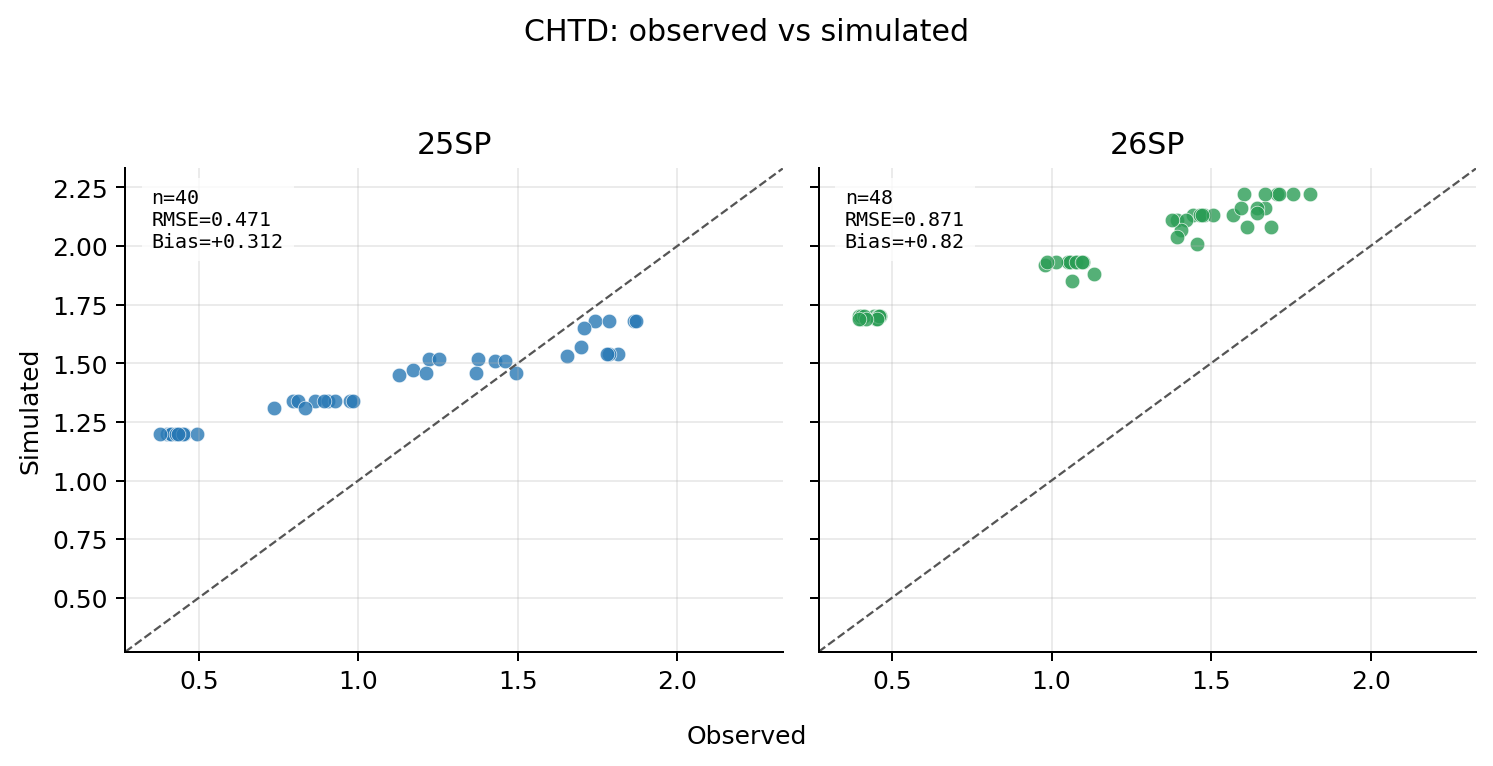 CHTD: observed vs simulated
25SP
26SP
n=40
RMSE=0.471
Bias=+0.312
n=48
RMSE=0.871
Bias=+0.82
2.25
2.00
1.75
1.50
1.25
1.00
0.75
0.50
Simulated
0.5 1.0 1.5 2.0
0.5 1.0 1.5 2.0
Observed